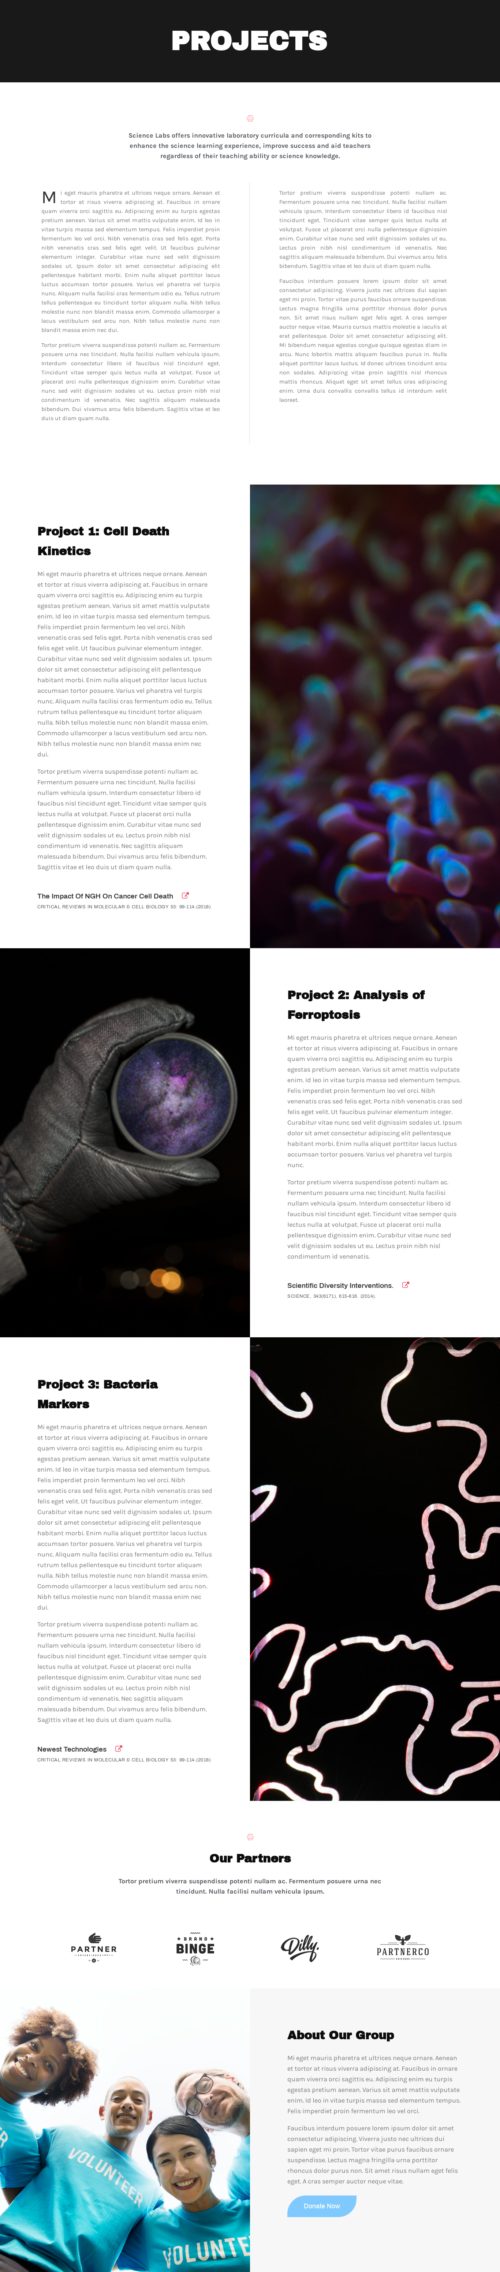 PROJECTS
Science Labs offers innovative laboratory curricula and corresponding kits to
enhance the science learning experience, improve success and aid teachers
regardless of their teaching ability or science knowledge.
Mi eget mauris pharetra et ultrices neque ornare. Aenean et
tortor at risus viverra adipiscing at. Faucibus in ornare
quam viverra orci sagittis eu. Adipiscing enim eu turpis egestas
pretium aenean. Varius sit amet mattis vulputate enim. Id leo in
vitae turpis massa sed elementum tempus. Felis imperdiet proin
fermentum leo vel orci. Nibh venenatis cras sed felis eget. Porta
nibh venenatis cras sed felis eget velit. Ut faucibus pulvinar
elementum integer. Curabitur vitae nunc sed velit dignissim
sodales ut. Ipsum dolor sit amet consectetur adipiscing elit
pellentesque habitant morbi. Enim nulla aliquet porttitor lacus
luctus accumsan tortor posuere. Varius vel pharetra vel turpis
nunc. Aliquam nulla facilisi cras fermentum odio eu. Tellus rutrum
tellus pellentesque eu tincidunt tortor aliquam nulla. Nibh tellus
molestie nunc non blandit massa enim. Commodo ullamcorper a
lacus vestibulum sed arcu non. Nibh tellus molestie nunc non
blandit massa enim nec dui.
Tortor pretium viverra suspendisse potenti nullam ac. Fermentum
posuere urna nec tincidunt. Nulla facilisi nullam vehicula ipsum.
Interdum consectetur libero id faucibus nisl tincidunt eget.
Tincidunt vitae semper quis lectus nulla at volutpat. Fusce ut
placerat orci nulla pellentesque dignissim enim. Curabitur vitae
nunc sed velit dignissim sodales ut eu. Lectus proin nibh nisl
condimentum id venenatis. Nec sagittis aliquam malesuada
bibendum. Dui vivamus arcu felis bibendum. Sagittis vitae et leo
duis ut diam quam nulla.
Tortor pretium viverra suspendisse potenti nullam ac.
Fermentum posuere urna nec tincidunt. Nulla facilisi nullam
vehicula ipsum. Interdum consectetur libero id faucibus nisl
tincidunt eget. Tincidunt vitae semper quis lectus nulla at
volutpat. Fusce ut placerat orci nulla pellentesque dignissim
enim. Curabitur vitae nunc sed velit dignissim sodales ut eu.
Lectus proin nibh nisl condimentum id venenatis. Nec
sagittis aliquam malesuada bibendum. Dui vivamus arcu felis
bibendum. Sagittis vitae et leo duis ut diam quam nulla.
Faucibus interdum posuere lorem ipsum dolor sit amet
consectetur adipiscing. Viverra justo nec ultrices dui sapien
eget mi proin. Tortor vitae purus faucibus ornare suspendisse.
Lectus magna fringilla urna porttitor rhoncus dolor purus
non. Sit amet risus nullam eget felis eget. A cras semper
auctor neque vitae. Mauris cursus mattis molestie a iaculis at
erat pellentesque. Dolor sit amet consectetur adipiscing elit.
Mi bibendum neque egestas congue quisque egestas diam in
arcu. Nunc lobortis mattis aliquam faucibus purus in. Nulla
aliquet porttitor lacus luctus. Id donec ultrices tincidunt arcu
non sodales. Adipiscing vitae proin sagittis nisl rhoncus
mattis rhoncus. Aliquet eget sit amet tellus cras adipiscing
enim. Urna duis convallis convallis tellus id interdum velit
laoreet.
Project 1: Cell Death
Kinetics
Mi eget mauris pharetra et ultrices neque ornare. Aenean
et tortor at risus viverra adipiscing at. Faucibus in ornare
quam viverra orci sagittis eu. Adipiscing enim eu turpis
egestas pretium aenean. Varius sit amet mattis vulputate
enim. Id leo in vitae turpis massa sed elementum tempus.
Felis imperdiet proin fermentum leo vel orci. Nibh
venenatis cras sed felis eget. Porta nibh venenatis cras sed
felis eget velit. Ut faucibus pulvinar elementum integer.
Curabitur vitae nunc sed velit dignissim sodales ut. Ipsum
dolor sit amet consectetur adipiscing elit pellentesque
habitant morbi. Enim nulla aliquet porttitor lacus luctus
accumsan tortor posuere. Varius vel pharetra vel turpis
nunc. Aliquam nulla facilisi cras fermentum odio eu. Tellus
rutrum tellus pellentesque eu tincidunt tortor aliquam
nulla. Nibh tellus molestie nunc non blandit massa enim.
Commodo ullamcorper a lacus vestibulum sed arcu non.
Nibh tellus molestie nunc non blandit massa enim nec
dui.
Tortor pretium viverra suspendisse potenti nullam ac.
Fermentum posuere urna nec tincidunt. Nulla facilisi
nullam vehicula ipsum. Interdum consectetur libero id
faucibus nisl tincidunt eget. Tincidunt vitae semper quis
lectus nulla at volutpat. Fusce ut placerat orci nulla
pellentesque dignissim enim. Curabitur vitae nunc sed
velit dignissim sodales ut eu. Lectus proin nibh nisl
condimentum id venenatis. Nec sagittis aliquam
malesuada bibendum. Dui vivamus arcu felis bibendum.
Sagittis vitae et leo duis ut diam quam nulla.
The Impact Of NGH On Cancer Cell Death
CRITICAL REVIEWS IN MOLECULAR & CELL BIOLOGY 55: 89-114 (2018)
Project 2: Analysis of
Ferroptosis
Mi eget mauris pharetra et ultrices neque ornare. Aenean
et tortor at risus viverra adipiscing at. Faucibus in ornare
quam viverra orci sagittis eu. Adipiscing enim eu turpis
egestas pretium aenean. Varius sit amet mattis vulputate
enim. Id leo in vitae turpis massa sed elementum tempus.
Felis imperdiet proin fermentum leo vel orci. Nibh
venenatis cras sed felis eget. Porta nibh venenatis cras sed
felis eget velit. Ut faucibus pulvinar elementum integer.
Curabitur vitae nunc sed velit dignissim sodales ut. Ipsum
dolor sit amet consectetur adipiscing elit pellentesque
habitant morbi. Enim nulla aliquet porttitor lacus luctus
accumsan tortor posuere. Varius vel pharetra vel turpis
nunc.
Tortor pretium viverra suspendisse potenti nullam ac.
Fermentum posuere urna nec tincidunt. Nulla facilisi
nullam vehicula ipsum. Interdum consectetur libero id
faucibus nisl tincidunt eget. Tincidunt vitae semper quis
lectus nulla at volutpat. Fusce ut placerat orci nulla
pellentesque dignissim enim. Curabitur vitae nunc sed
velit dignissim sodales ut eu. Lectus proin nibh nisl
condimentum id venenatis.
Scientific Diversity Interventions.
SCIENCE, 343(6171), 615-616. (2014).
Project 3: Bacteria
Markers
Mi eget mauris pharetra et ultrices neque ornare. Aenean
et tortor at risus viverra adipiscing at. Faucibus in ornare
quam viverra orci sagittis eu. Adipiscing enim eu turpis
egestas pretium aenean. Varius sit amet mattis vulputate
enim. Id leo in vitae turpis massa sed elementum tempus.
Felis imperdiet proin fermentum leo vel orci. Nibh
venenatis cras sed felis eget. Porta nibh venenatis cras sed
felis eget velit. Ut faucibus pulvinar elementum integer.
Curabitur vitae nunc sed velit dignissim sodales ut. Ipsum
dolor sit amet consectetur adipiscing elit pellentesque
habitant morbi. Enim nulla aliquet porttitor lacus luctus
accumsan tortor posuere. Varius vel pharetra vel turpis
nunc. Aliquam nulla facilisi cras fermentum odio eu. Tellus
rutrum tellus pellentesque eu tincidunt tortor aliquam
nulla. Nibh tellus molestie nunc non blandit massa enim.
Commodo ullamcorper a lacus vestibulum sed arcu non.
Nibh tellus molestie nunc non blandit massa enim nec
dui.
Tortor pretium viverra suspendisse potenti nullam ac.
Fermentum posuere urna nec tincidunt. Nulla facilisi
nullam vehicula ipsum. Interdum consectetur libero id
faucibus nisl tincidunt eget. Tincidunt vitae semper quis
lectus nulla at volutpat. Fusce ut placerat orci nulla
pellentesque dignissim enim. Curabitur vitae nunc sed
velit dignissim sodales ut eu. Lectus proin nibh nisl
condimentum id venenatis. Nec sagittis aliquam
malesuada bibendum. Dui vivamus arcu felis bibendum.
Sagittis vitae et leo duis ut diam quam nulla.
Newest Technologies
CRITICAL REVIEWS IN MOLECULAR & CELL BIOLOGY 55: 89-114 (2018)
Our Partners
Tortor pretium viverra suspendisse potenti nullam ac. Fermentum posuere urna nec
tincidunt. Nulla facilisi nullam vehicula ipsum.
PARTNER
BRAND
BINGE
Dilly.
PARTNERCO
About Our Group
Mi eget mauris pharetra et ultrices neque ornare. Aenean
et tortor at risus viverra adipiscing at. Faucibus in ornare
quam viverra orci sagittis eu. Adipiscing enim eu turpis
egestas pretium aenean. Varius sit amet mattis vulputate
enim. Id leo in vitae turpis massa sed elementum tempus.
Felis imperdiet proin fermentum leo vel orci.
Faucibus interdum posuere lorem ipsum dolor sit amet
consectetur adipiscing. Viverra justo nec ultrices dui
sapien eget mi proin. Tortor vitae purus faucibus ornare
suspendisse. Lectus magna fringilla urna porttitor
rhoncus dolor purus non. Sit amet risus nullam eget felis
eget. A cras semper auctor neque vitae.
Donate Now
VOLUNTEER
VOLUNTE